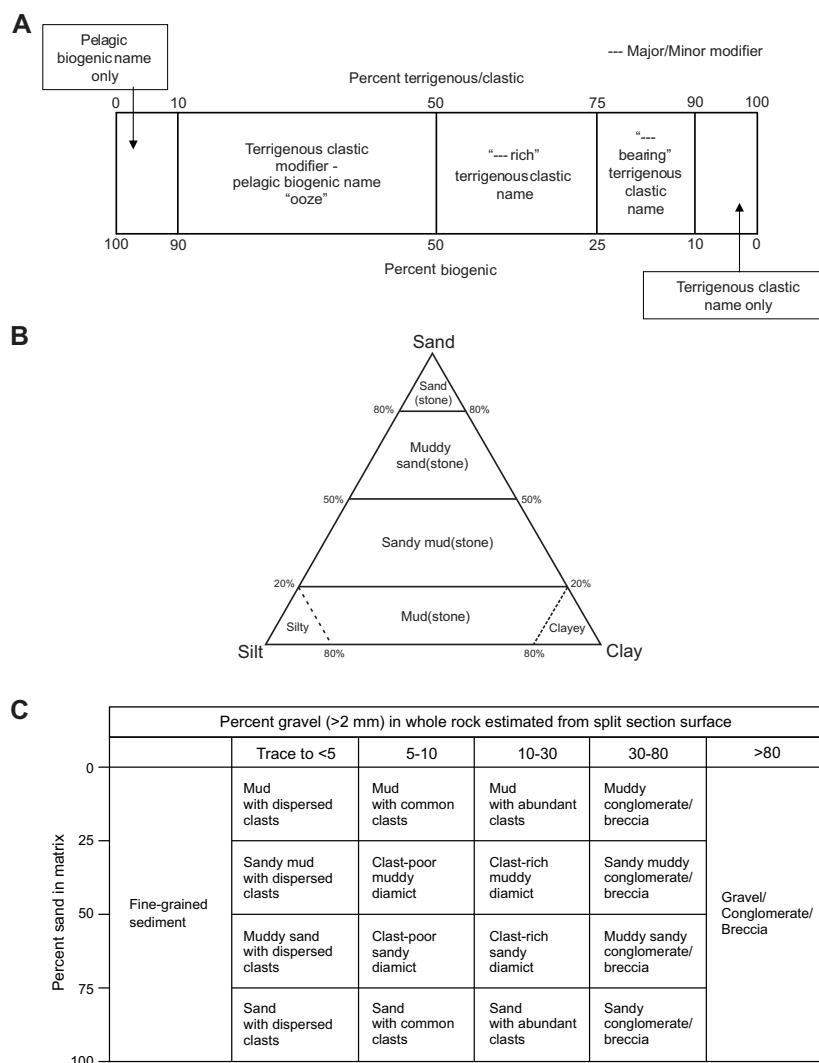 A
Pelagic
biogenic name
only
--- Major/Minor modifier
Percent terrigenous/clastic
0 10 50 75 90 100
Terrigenous clastic
modifier -
pelagic biogenic name
“ooze”
“--- rich”
terrigenous clastic
name
“---
bearing”
terrigenous
clastic
name
100 90 50 25 10 0
Percent biogenic
Terrigenous clastic
name only
B
Sand
Sand
(stone)
80% 80%
Muddy
sand(stone)
50% 50%
Sandy mud(stone)
20% 20%
Silty
Mud(stone)
Clayey
Silt
80%
80%
Clay
C
Percent gravel (>2 mm) in whole rock estimated from split section surface
Trace to <5 5-10 10-30 30-80 >80
Percent sand in matrix
0
25
50
75
100
Fine-grained
sediment
Mud
with dispersed
clasts
Mud
with common
clasts
Mud
with abundant
clasts
Muddy
conglomerate/
breccia
Sandy mud
with dispersed
clasts
Clast-poor
muddy
diamict
Clast-rich
muddy
diamict
Sandy muddy
conglomerate/
breccia
Muddy sand
with dispersed
clasts
Clast-poor
sandy
diamict
Clast-rich
sandy
diamict
Muddy sandy
conglomerate/
breccia
Sand
with dispersed
clasts
Sand
with common
clasts
Sand
with abundant
clasts
Sandy
conglomerate/
breccia
Gravel/
Conglomerate/
Breccia